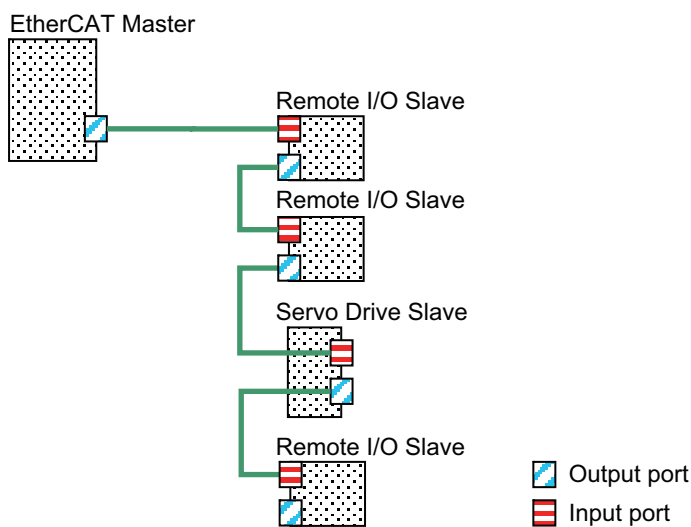 EtherCAT Master
Remote I/O Slave
Remote I/O Slave
Servo Drive Slave
Remote I/O Slave
Output port
Input port